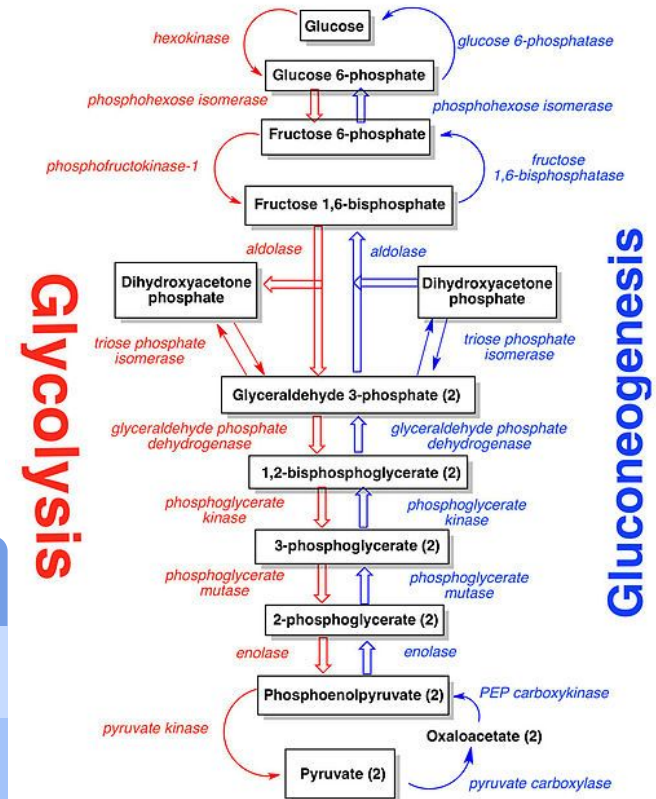 Glucose
hexokinase
glucose 6-phosphatase
Glucose 6-phosphate
phosphohexose isomerase
phosphohexose isomerase
Fructose 6-phosphate
phosphofructokinase-1
fructose
1,6-bisphosphatase
Fructose 1,6-bisphosphate
aldolase
aldolase
Dihydroxyacetone
phosphate
Dihydroxyacetone
phosphate
triose phosphate
isomerase
triose phosphate
isomerase
Glycolysis
Gluconeogenesis
Glyceraldehyde 3-phosphate (2)
glyceraldehyde phosphate
dehydrogenase
glyceraldehyde phosphate
dehydrogenase
1,2-bisphosphoglycerate (2)
phosphoglycerate
kinase
phosphoglycerate
kinase
3-phosphoglycerate (2)
phosphoglycerate
mutase
phosphoglycerate
mutase
2-phosphoglycerate (2)
enolase
enolase
Phosphoenolpyruvate (2)
PEP carboxykinase
pyruvate kinase
Oxaloacetate (2)
Pyruvate (2)
pyruvate carboxylase